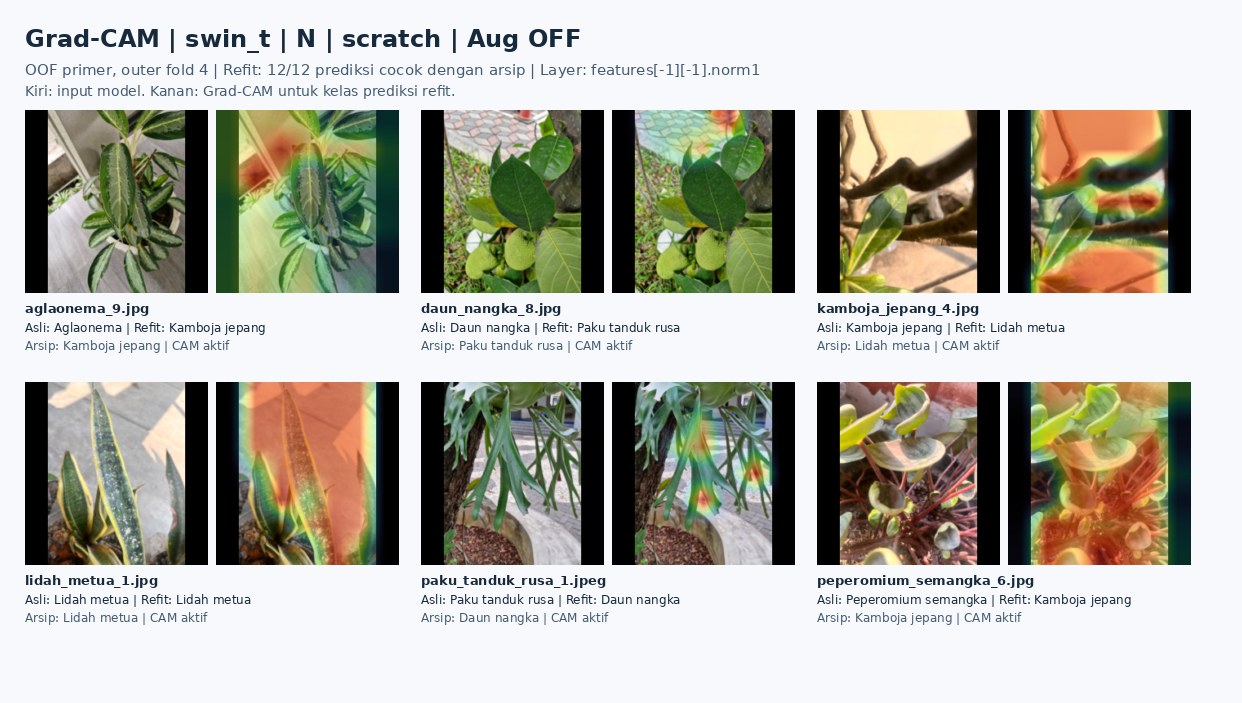 Grad-CAM | swin_t | N | scratch | Aug OFF
OOF primer, outer fold 4 | Refit: 12/12 prediksi cocok dengan arsip | Layer: features[-1][-1].norm1
Kiri: input model. Kanan: Grad-CAM untuk kelas prediksi refit.
aglaonema_9.jpg
Asli: Aglaonema | Refit: Kamboja jepang
Arsip: Kamboja jepang | CAM aktif
daun_nangka_8.jpg
Asli: Daun nangka | Refit: Paku tanduk rusa
Arsip: Paku tanduk rusa | CAM aktif
kamboja_jepang_4.jpg
Asli: Kamboja jepang | Refit: Lidah metua
Arsip: Lidah metua | CAM aktif
lidah_metua_1.jpg
Asli: Lidah metua | Refit: Lidah metua
Arsip: Lidah metua | CAM aktif
paku_tanduk_rusa_1.jpeg
Asli: Paku tanduk rusa | Refit: Daun nangka
Arsip: Daun nangka | CAM aktif
peperomium_semangka_6.jpg
Asli: Peperomium semangka | Refit: Kamboja jepang
Arsip: Kamboja jepang | CAM aktif